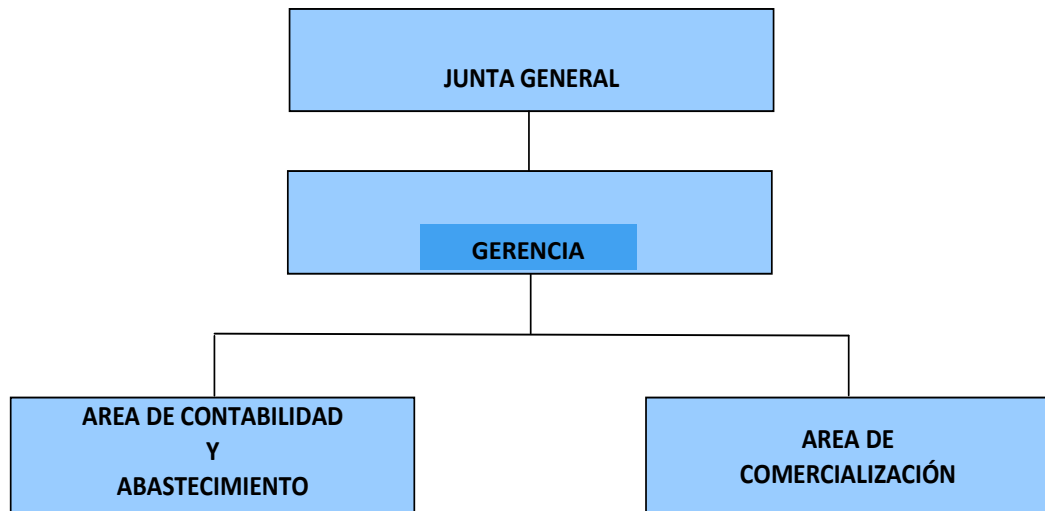 JUNTA GENERAL
GERENCIA
AREA DE CONTABILIDAD
Y
ABASTECIMIENTO
AREA DE
COMERCIALIZACIÓN